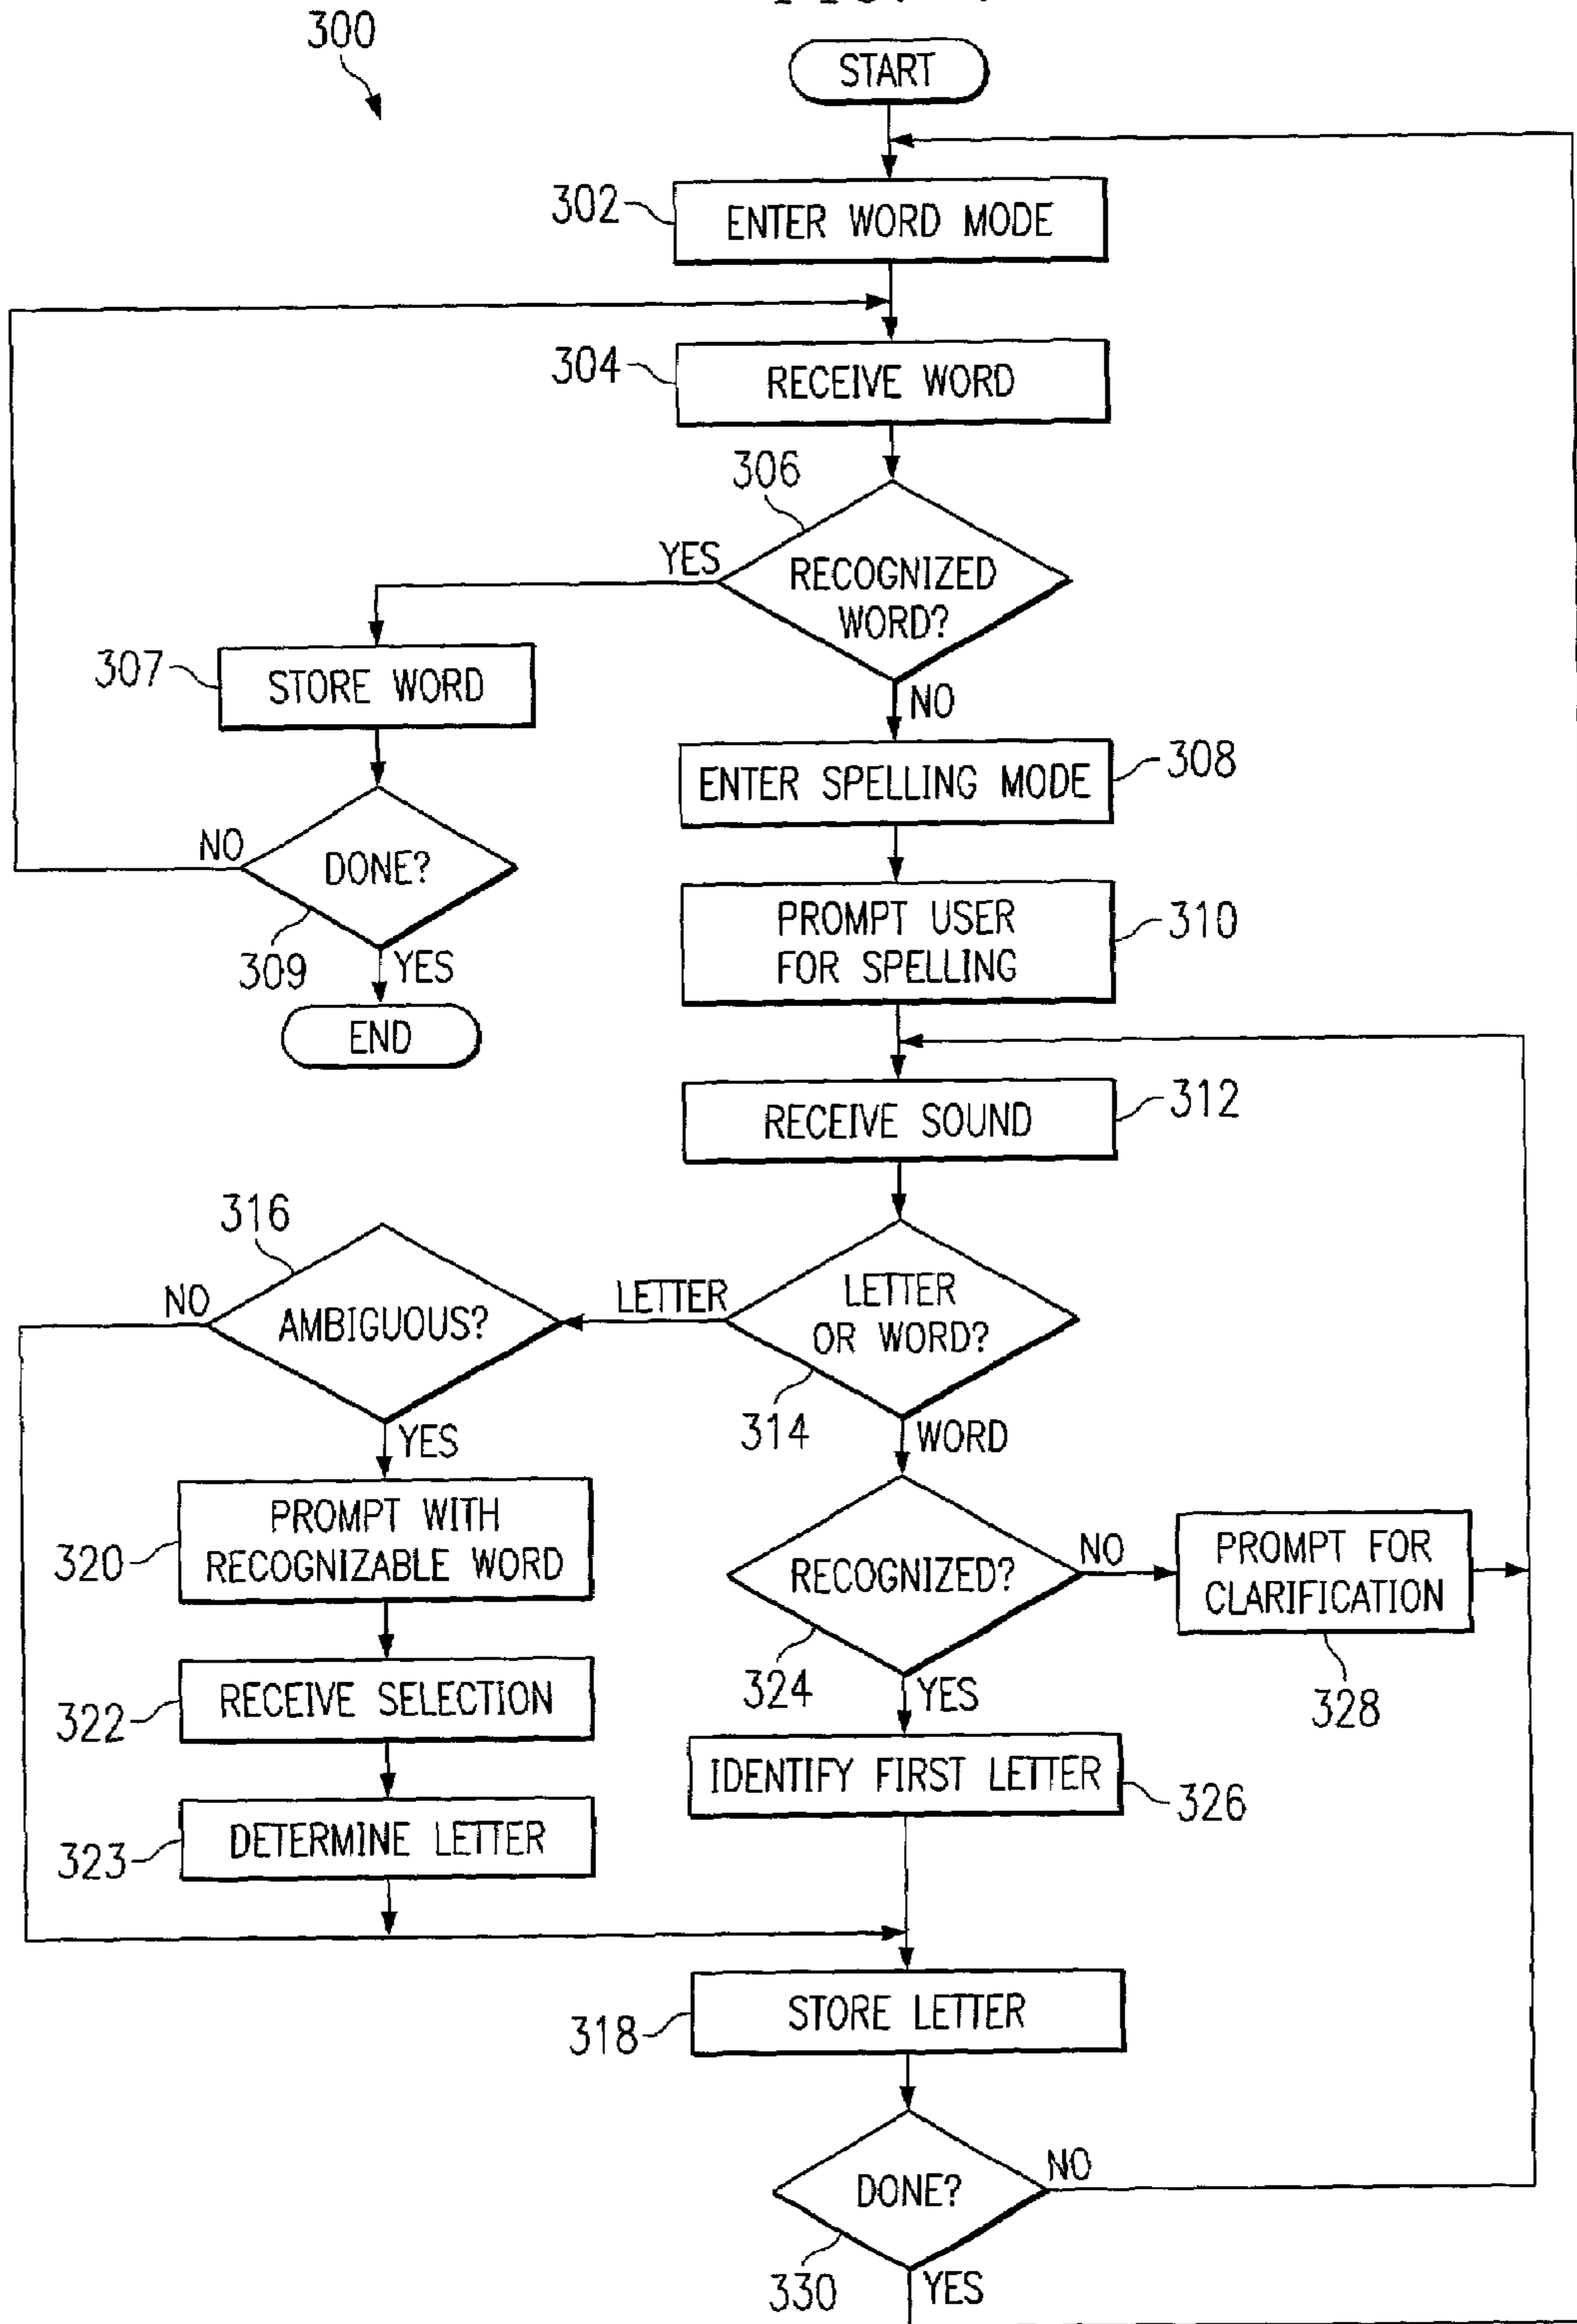 300
START
302
ENTER WORD MODE
304
RECEIVE WORD
306
YES
RECOGNIZED
WORD?
307
STORE WORD
NO
ENTER SPELLING MODE
308
NO
DONE?
309
YES
PROMPT USER
FOR SPELLING
310
END
RECEIVE SOUND
312
316
NO
AMBIGUOUS?
LETTER
LETTER
OR WORD?
314
YES
WORD
320
PROMPT WITH
RECOGNIZABLE WORD
RECOGNIZED?
NO
PROMPT FOR
CLARIFICATION
324
YES
328
322
RECEIVE SELECTION
IDENTIFY FIRST LETTER
326
323
DETERMINE LETTER
318
STORE LETTER
DONE?
NO
330
YES